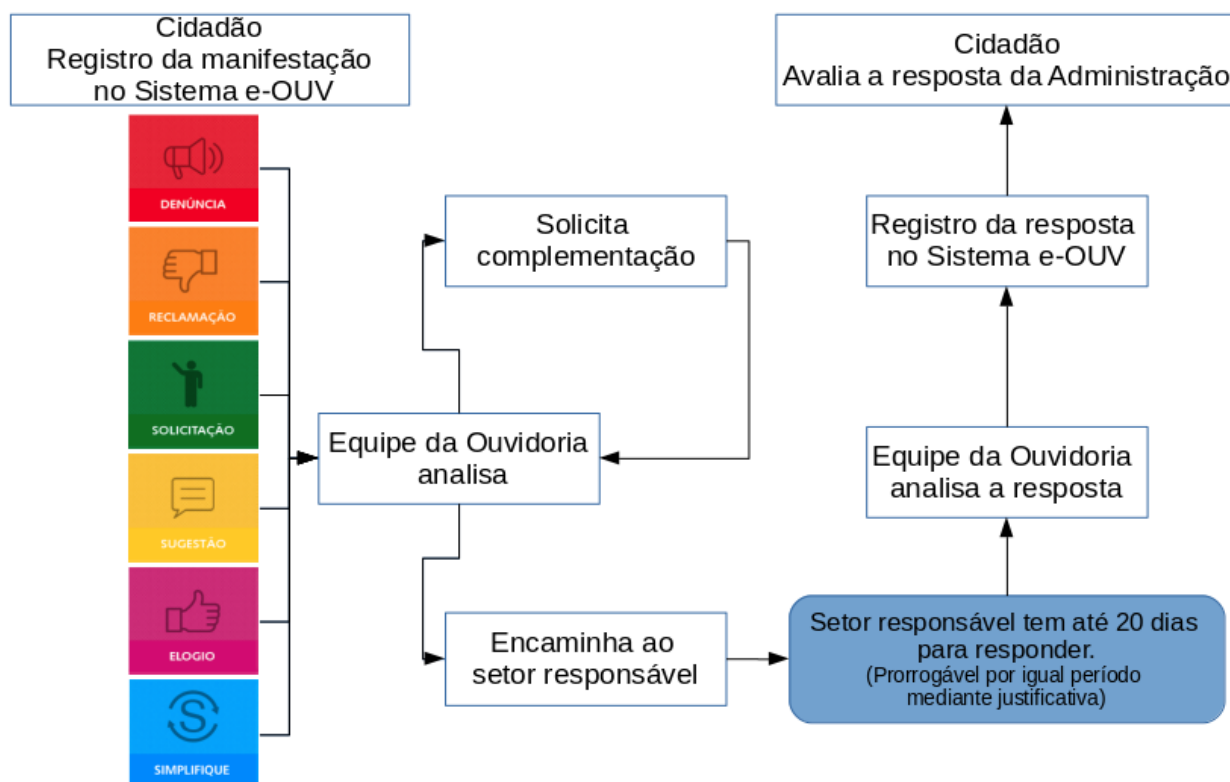 Cidadão
Registro da manifestação
no Sistema e-OUV
DENÚNCIA
RECLAMAÇÃO
SOLICITAÇÃO
SUGESTÃO
ELOGIO
SIMPLIFIQUE
Equipe da Ouvidoria
analisa
Solicita
complementação
Encaminha ao
setor responsável
Setor responsável tem até 20 dias
para responder.
(Prorrogável por igual período
mediante justificativa)
Equipe da Ouvidoria
analisa a resposta
Registro da resposta
no Sistema e-OUV
Cidadão
Avalia a resposta da Administração